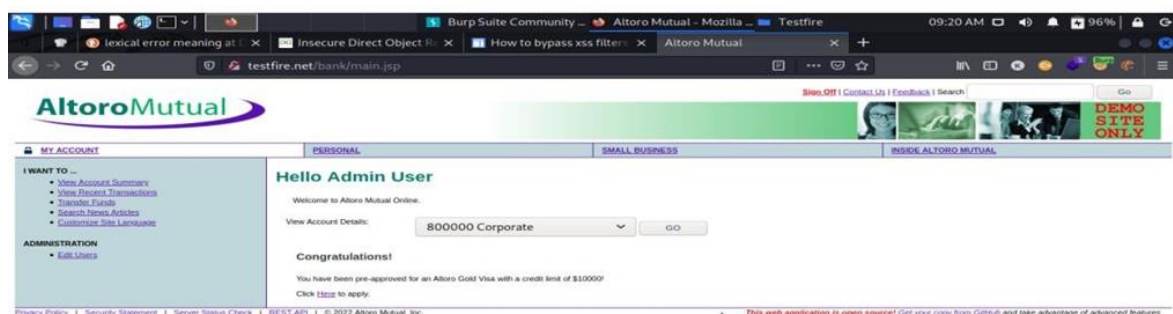 Burp Suite Community _ Altoro Mutual - Mozilla _ Testfire 09:20 AM 96%
lexical error meaning at Insecure Direct Object R How to bypass xss filters Altoro Mutual
testfire.net/bank/main.jsp
Sign Off | Contact Us | Feedback | Search Go
AltoroMutual
DEMO
SITE
ONLY
MY ACCOUNT PERSONAL SMALL BUSINESS INSIDE ALTORO MUTUAL
I WANT TO ...
View Account Summary
View Recent Transactions
Transfer Funds
Search News Articles
Customize Site Language
ADMINISTRATION
Edit Users
Hello Admin User
Welcome to Altoro Mutual Online.
View Account Details: 800000 Corporate GO
Congratulations!
You have been pre-approved for an Altoro Gold Visa with a credit limit of $10000!
Click Here to apply.
Privacy Policy | Security Statement | Server Status Check | REST API | © 2022 Altoro Mutual, Inc. This web application is open source! Get your copy from GitHub and take advantage of advanced features